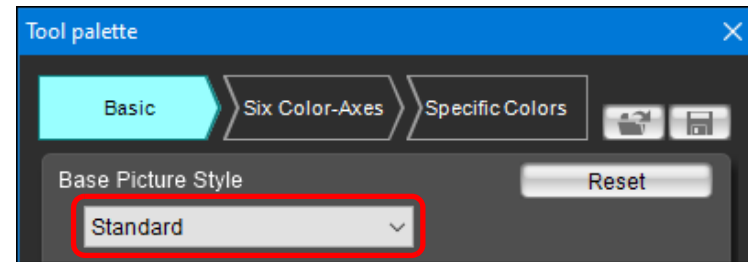 Tool palette
Basic Six Color-Axes Specific Colors
Base Picture Style Reset
Standard